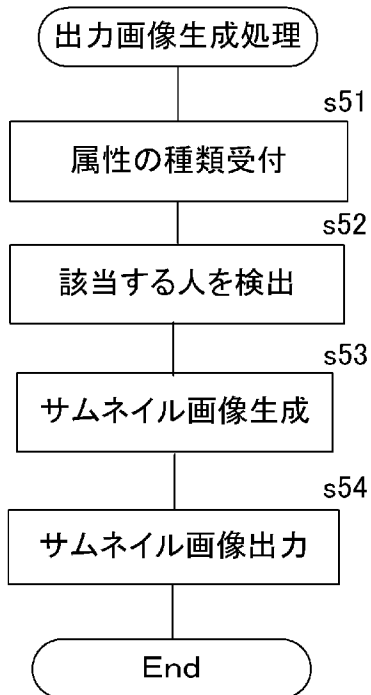 出力画像生成処理
s51
属性の種類受付
s52
該当する人を検出
s53
サムネイル画像生成
s54
サムネイル画像出力
End